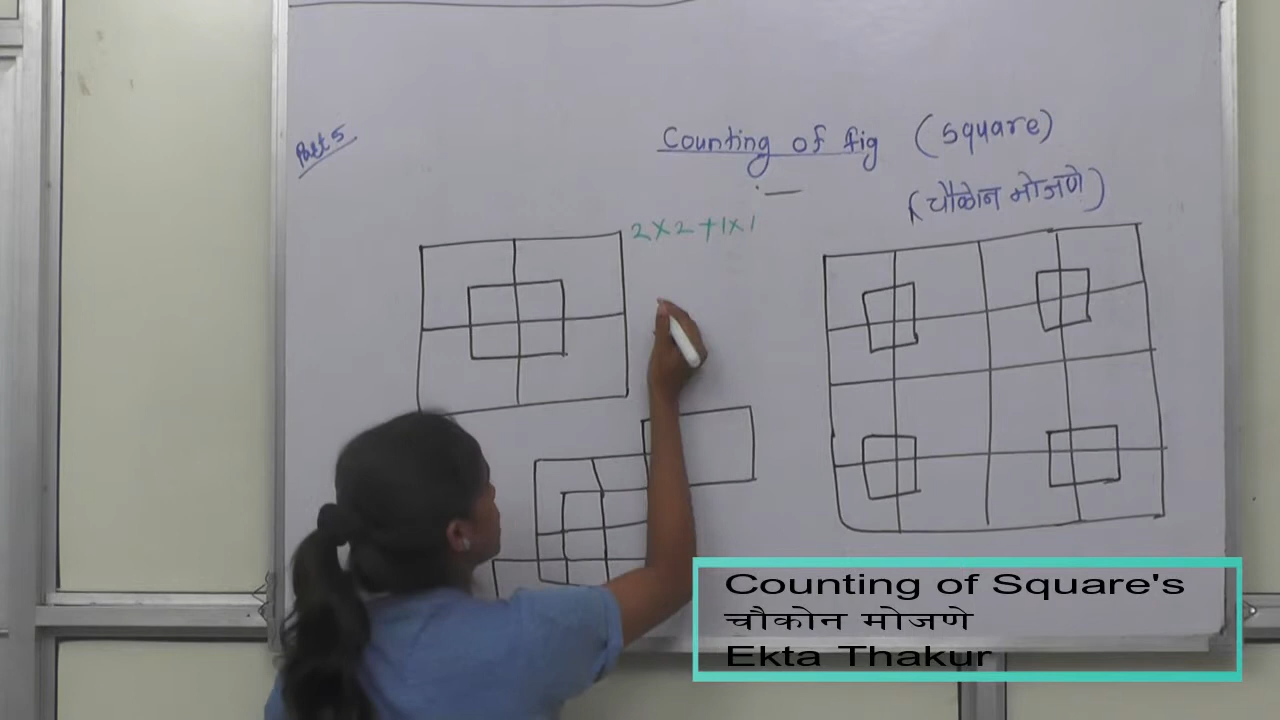 Part 5
Counting of fig (square)
(चौकोन मोजणे)
2×2+1×1
Counting of Square's
चौकोन मोजणे
Ekta Thakur